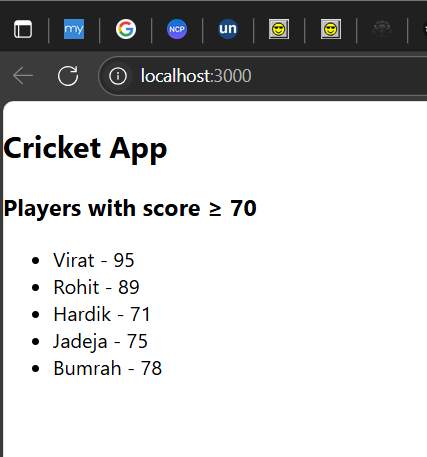 my
NCP
un
localhost:3000
Cricket App
Players with score ≥ 70
• Virat - 95
• Rohit - 89
• Hardik - 71
• Jadeja - 75
• Bumrah - 78